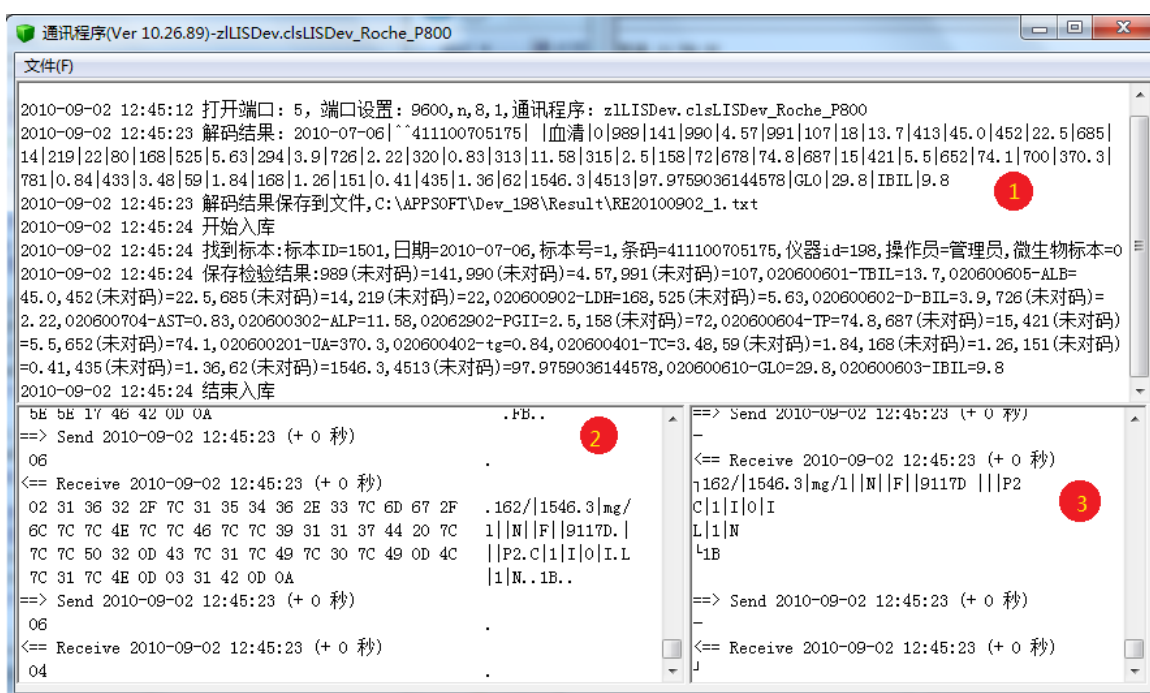 通讯程序(Ver 10.26.89)-zlLISDev.clsLISDev_Roche_P800
文件(F)
2010-09-02 12:45:12 打开端口: 5, 端口设置: 9600,n,8,1,通讯程序: zlLISDev.clsLISDev_Roche_P800
2010-09-02 12:45:23 解码结果: 2010-07-06|^^411100705175| |血清|0|989|141|990|4.57|991|107|18|13.7|413|45.0|452|22.5|685|
14|219|22|80|168|525|5.63|294|3.9|726|2.22|320|0.83|313|11.58|315|2.5|158|72|678|74.8|687|15|421|5.5|652|74.1|700|370.3|
781|0.84|433|3.48|59|1.84|168|1.26|151|0.41|435|1.36|62|1546.3|4513|97.9759036144578|GLO|29.8|IBIL|9.8
1
2010-09-02 12:45:23 解码结果保存到文件,C:\APPSOFT\Dev_198\Result\RE20100902_1.txt
2010-09-02 12:45:24 开始入库
2010-09-02 12:45:24 找到标本:标本ID=1501,日期=2010-07-06,标本号=1,条码=411100705175,仪器id=198,操作员=管理员,微生物标本=0
2010-09-02 12:45:24 保存检验结果:989(未对码)=141,990(未对码)=4.57,991(未对码)=107,020600601-TBIL=13.7,020600605-ALB=
45.0,452(未对码)=22.5,685(未对码)=14,219(未对码)=22,020600902-LDH=168,525(未对码)=5.63,020600602-D-BIL=3.9,726(未对码)=
2.22,020600704-AST=0.83,020600302-ALP=11.58,02062902-PGII=2.5,158(未对码)=72,020600604-TP=74.8,687(未对码)=15,421(未对码)
=5.5,652(未对码)=74.1,020600201-UA=370.3,020600402-tg=0.84,020600401-TC=3.48,59(未对码)=1.84,168(未对码)=1.26,151(未对码)
=0.41,435(未对码)=1.36,62(未对码)=1546.3,4513(未对码)=97.9759036144578,020600610-GLO=29.8,020600603-IBIL=9.8
2010-09-02 12:45:24 结束入库
5E 5E 17 46 42 0D 0A .FB..
==> Send 2010-09-02 12:45:23 (+ 0 秒)
2
06 .
<== Receive 2010-09-02 12:45:23 (+ 0 秒)
02 31 36 32 2F 7C 31 35 34 36 2E 33 7C 6D 67 2F .162/|1546.3|mg/
6C 7C 7C 4E 7C 7C 46 7C 7C 39 31 31 37 44 20 7C l||N||F||9117D.|
7C 7C 50 32 0D 43 7C 31 7C 49 7C 30 7C 49 0D 4C ||P2.C|1|I|0|I.L
7C 31 7C 4E 0D 03 31 42 0D 0A |1|N..1B..
==> Send 2010-09-02 12:45:23 (+ 0 秒)
06 .
<== Receive 2010-09-02 12:45:23 (+ 0 秒)
04 .
==> Send 2010-09-02 12:45:23 (+ 0 秒)
-
<== Receive 2010-09-02 12:45:23 (+ 0 秒)
┐162/|1546.3|mg/l||N||F||9117D |||P2
C|1|I|0|I
3
L|1|N
└1B
==> Send 2010-09-02 12:45:23 (+ 0 秒)
-
<== Receive 2010-09-02 12:45:23 (+ 0 秒)
┘